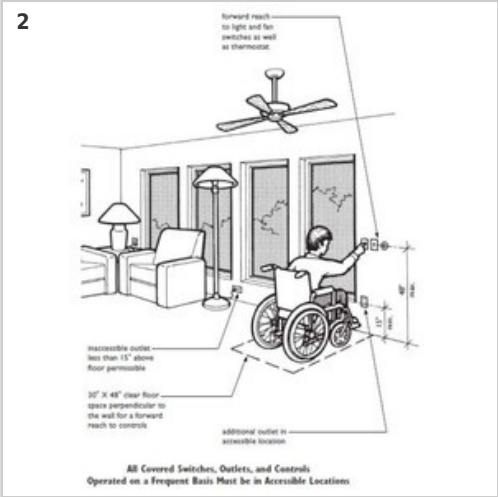 2
forward reach
to light and fan
switches as well
as thermostat
48"
max.
15"
min.
inaccessible outlet
less than 15" above
floor permissible
30" X 48" clear floor
space perpendicular to
the wall for a forward
reach to controls
additional outlet in
accessible location
All Covered Switches, Outlets, and Controls
Operated on a Frequent Basis Must be in Accessible Locations